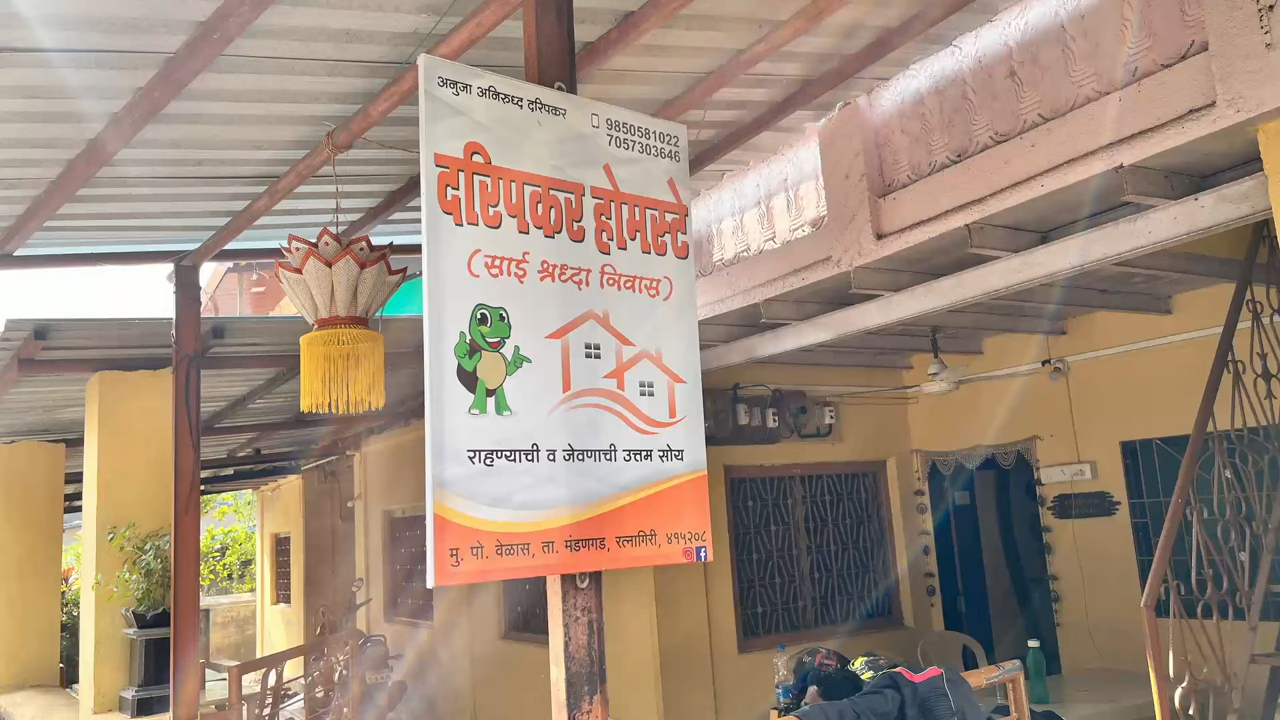 अनुजा अनिरुध्द दरिपकर
9850581022
7057303646
दरिपकर होमस्टे
(साई श्रध्दा निवास)
राहण्याची व जेवणाची उत्तम सोय
मु. पो. वेळास, ता. मंडणगड, रत्नागिरी, ४१५२०८